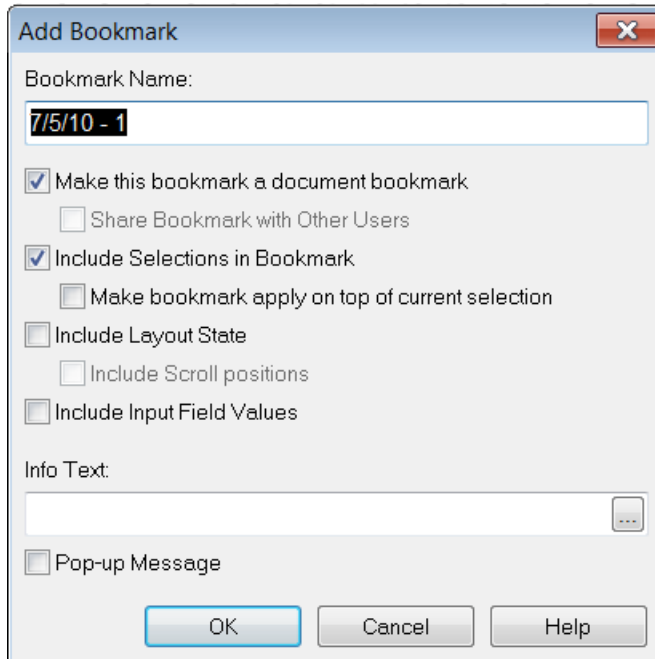 Add Bookmark
Bookmark Name:
7/5/10 - 1
Make this bookmark a document bookmark
Share Bookmark with Other Users
Include Selections in Bookmark
Make bookmark apply on top of current selection
Include Layout State
Include Scroll positions
Include Input Field Values
Info Text:
...
Pop-up Message
OK Cancel Help